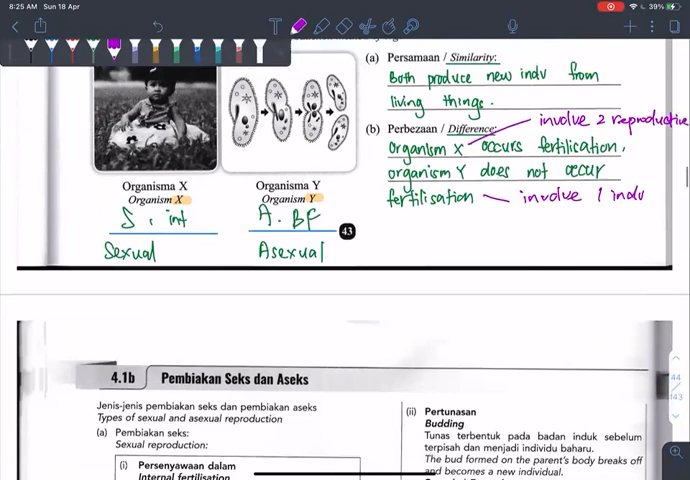 8:25 AM Sun 18 Apr
39%
(a) Persamaan / Similarity:
Both produce new indv from
living things.
(b) Perbezaan / Difference:
involve 2 reproductive
Organism X occurs fertilication,
organism Y does not occur
fertilisation
involve 1 indv
Organisma X
Organism X
S, int
Sexual
Organisma Y
Organism Y
A. BF
Asexual
43
4.1b Pembiakan Seks dan Aseks
Jenis-jenis pembiakan seks dan pembiakan aseks
Types of sexual and asexual reproduction
(a) Pembiakan seks:
Sexual reproduction:
(i) Persenyawaan dalam
Internal fertilisation
(ii) Pertunasan
Budding
Tunas terbentuk pada badan induk sebelum
terpisah dan menjadi individu baharu.
The bud formed on the parent's body breaks off
and becomes a new individual.
44
143